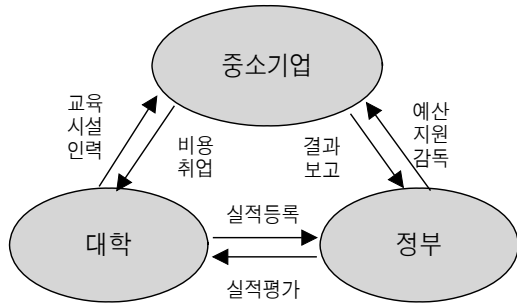 중소기업
교육
시설
인력
비용
취업
결과
보고
예산
지원
감독
대학
실적등록
정부
실적평가